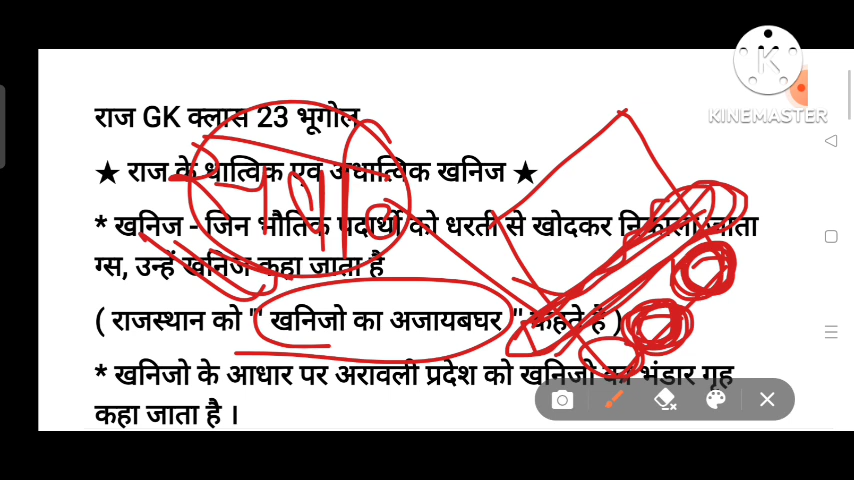 KINEMASTER
राज GK क्लास 23 भूगोल
★ राज के धात्विक एव अधात्विक खनिज ★
* खनिज - जिन भौतिक पदार्थो को धरती से खोदकर निकाला जाता
ग्स, उन्हे खनिज कहा जाता है
( राजस्थान को " खनिजो का अजायबघर " कहते है )
* खनिजो के आधार पर अरावली प्रदेश को खनिजो का भंडार गृह
कहा जाता है ।